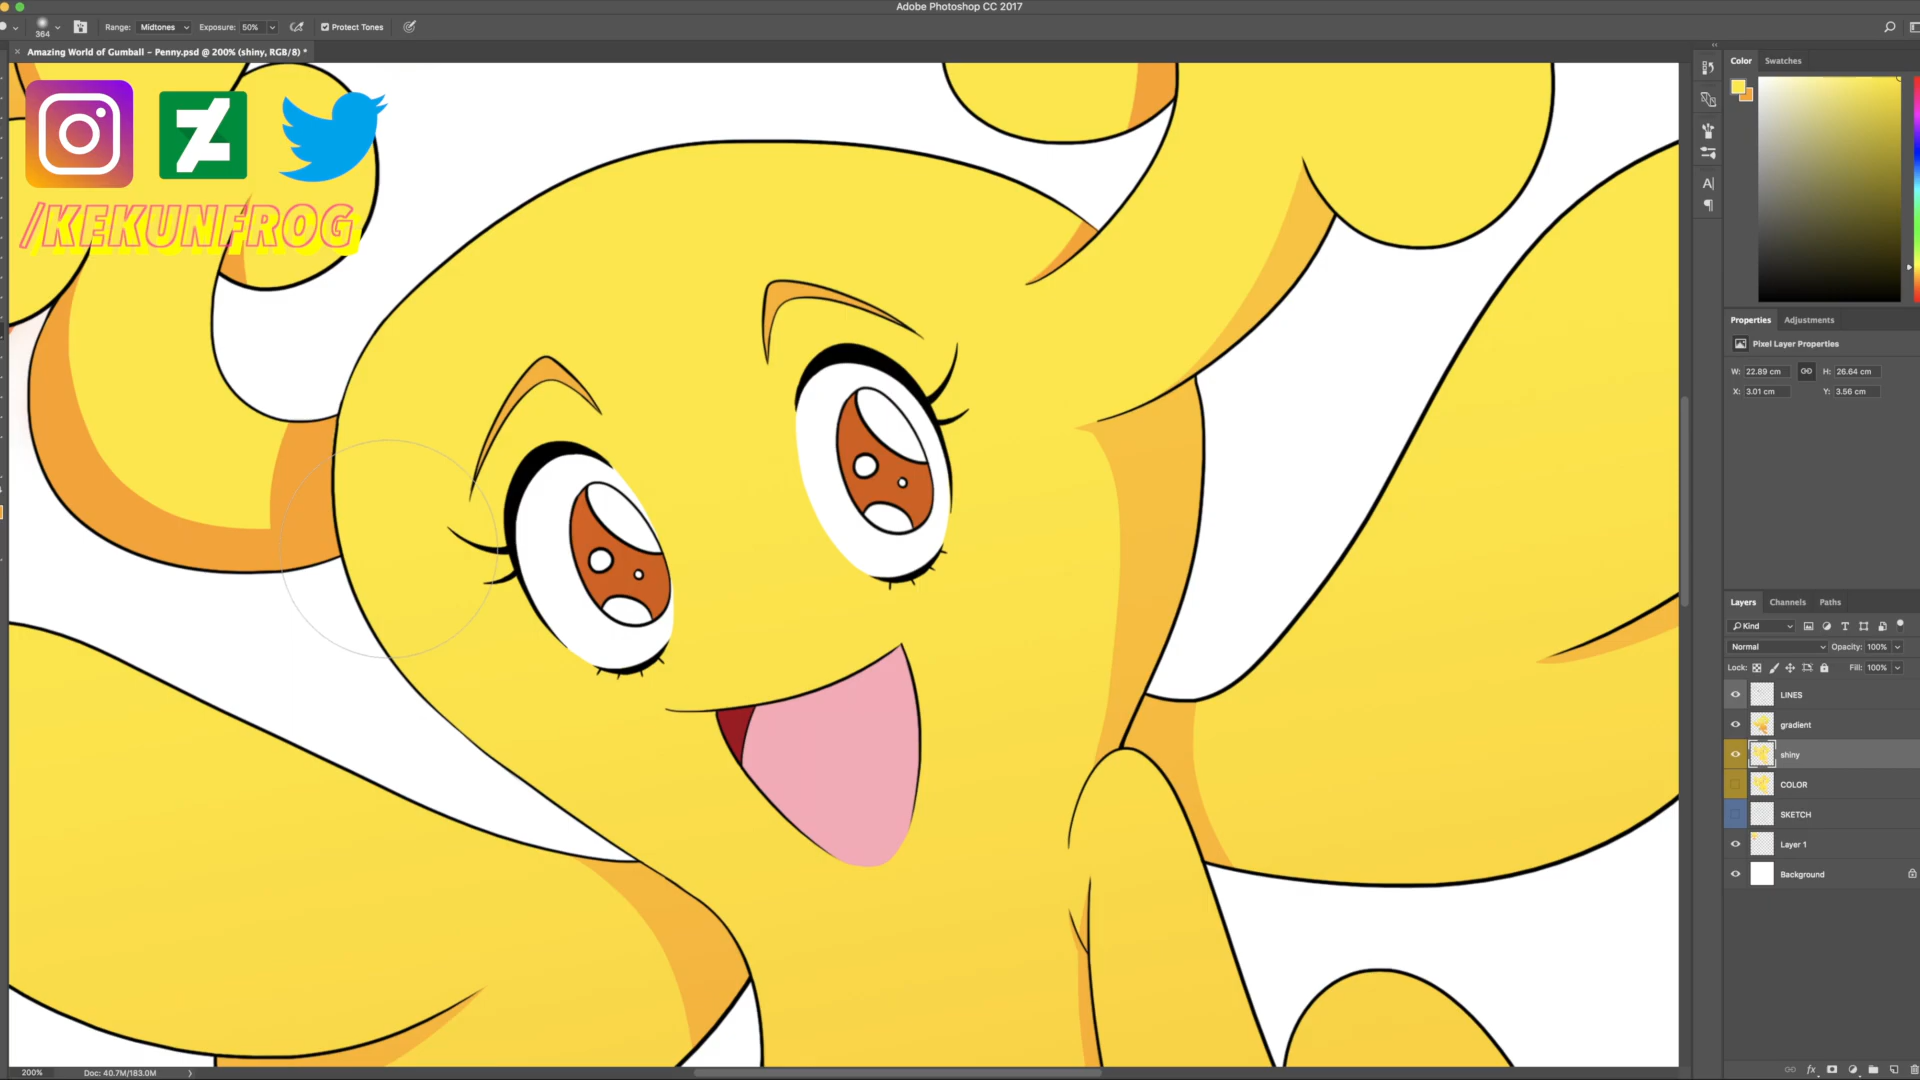 Adobe Photoshop CC 2017
364
Range: Midtones Exposure: 50% Protect Tones
× Amazing World of Gumball - Penny.psd @ 200% (shiny, RGB/8) *
/KEKUNFROG
Color Swatches
A|
Properties Adjustments
Pixel Layer Properties
W: 22.89 cm H: 26.64 cm
X: 3.01 cm Y: 3.56 cm
Layers Channels Paths
Kind
Normal Opacity: 100%
Lock: Fill: 100%
LINES
gradient
shiny
COLOR
SKETCH
Layer 1
Background
fx
200% Doc: 40.7M/183.0M